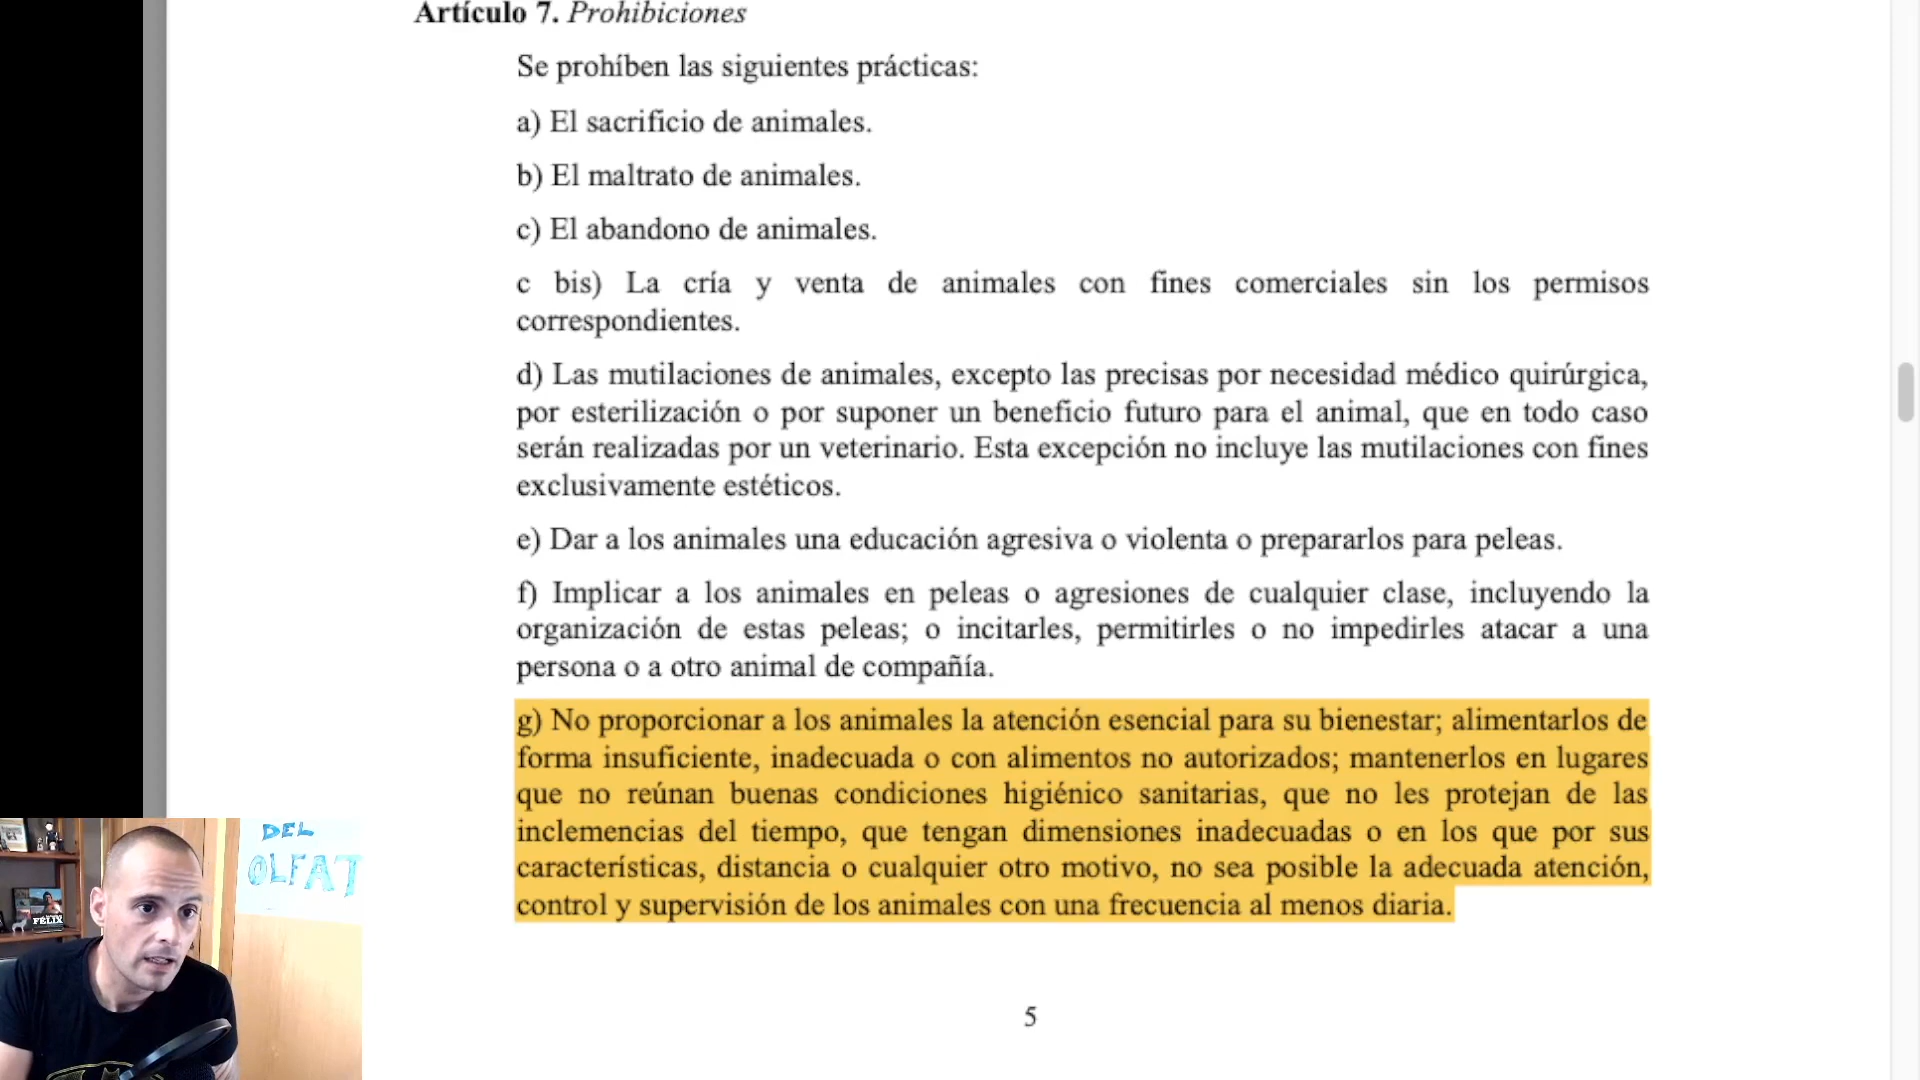 Artículo 7. Prohibiciones
Se prohíben las siguientes prácticas:
a) El sacrificio de animales.
b) El maltrato de animales.
c) El abandono de animales.
c bis) La cría y venta de animales con fines comerciales sin los permisos
correspondientes.
d) Las mutilaciones de animales, excepto las precisas por necesidad médico quirúrgica,
por esterilización o por suponer un beneficio futuro para el animal, que en todo caso
serán realizadas por un veterinario. Esta excepción no incluye las mutilaciones con fines
exclusivamente estéticos.
e) Dar a los animales una educación agresiva o violenta o prepararlos para peleas.
f) Implicar a los animales en peleas o agresiones de cualquier clase, incluyendo la
organización de estas peleas; o incitarles, permitirles o no impedirles atacar a una
persona o a otro animal de compañía.
g) No proporcionar a los animales la atención esencial para su bienestar; alimentarlos de
forma insuficiente, inadecuada o con alimentos no autorizados; mantenerlos en lugares
que no reúnan buenas condiciones higiénico sanitarias, que no les protejan de las
inclemencias del tiempo, que tengan dimensiones inadecuadas o en los que por sus
características, distancia o cualquier otro motivo, no sea posible la adecuada atención,
control y supervisión de los animales con una frecuencia al menos diaria.
5
DEL
OLFAT
FÉLIX